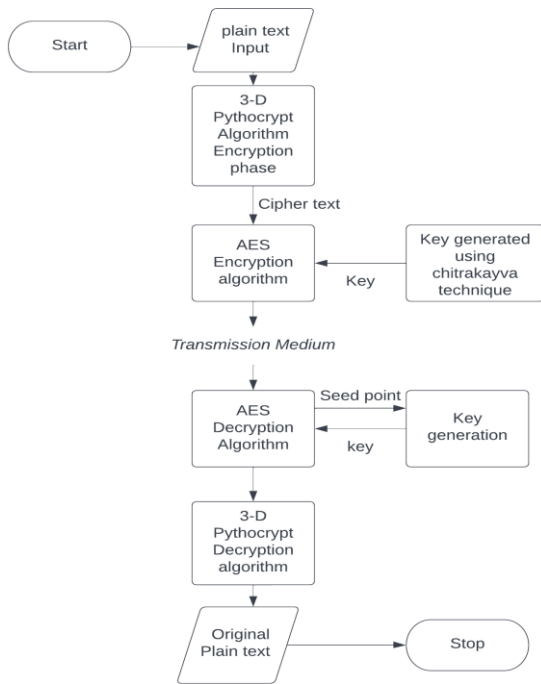 Start
plain text
Input
3-D
Pythocrypt
Algorithm
Encryption
phase
Cipher text
AES
Encryption
algorithm
Key
Key generated
using
chitrakayva
technique
Transmission Medium
AES
Decryption
Algorithm
Seed point
key
Key
generation
3-D
Pythocrypt
Decryption
algorithm
Original
Plain text
Stop